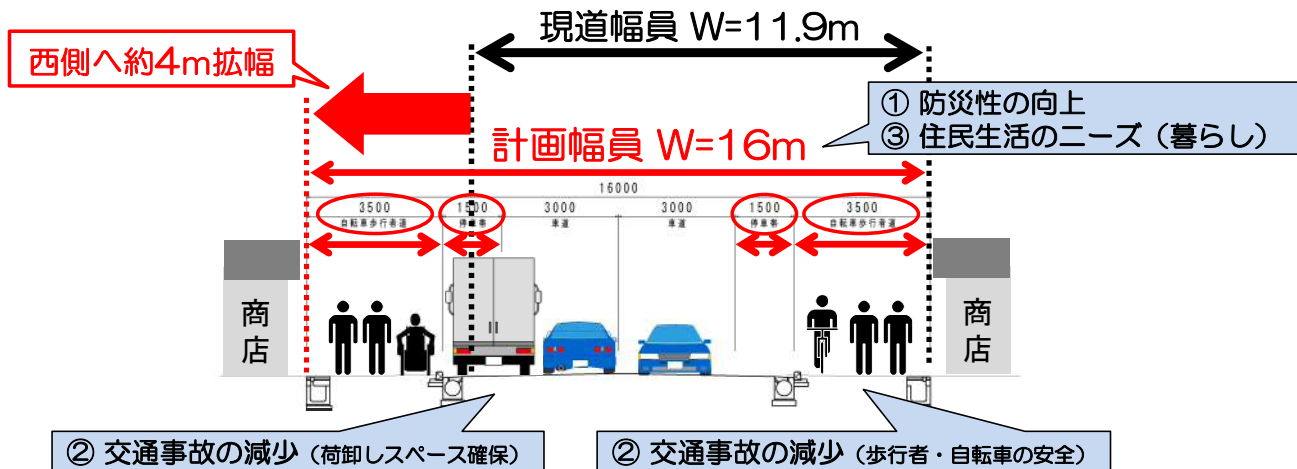 現道幅員 W=11.9m
西側へ約4m拡幅
① 防災性の向上
③ 住民生活のニーズ（暮らし）
計画幅員 W=16m
16000
3500 1500 3000 3000 1500 3500
自転車歩行者道 停車帯 車道 車道 停車帯 自転車歩行者道
商店
商店
② 交通事故の減少（荷卸しスペース確保）
② 交通事故の減少（歩行者・自転車の安全）